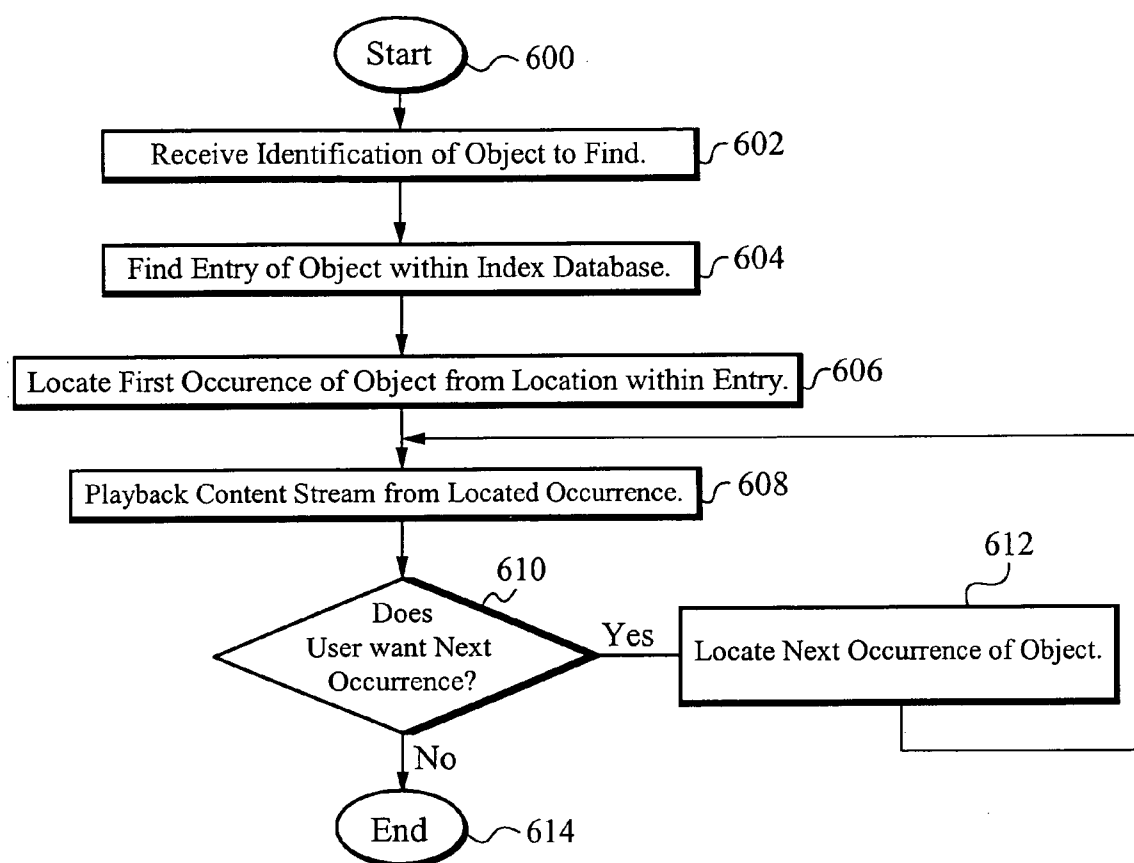 Start
600
Receive Identification of Object to Find.
602
Find Entry of Object within Index Database.
604
Locate First Occurence of Object from Location within Entry.
606
Playback Content Stream from Located Occurrence.
608
610
Does
User want Next
Occurrence?
Yes
612
Locate Next Occurrence of Object.
No
End
614